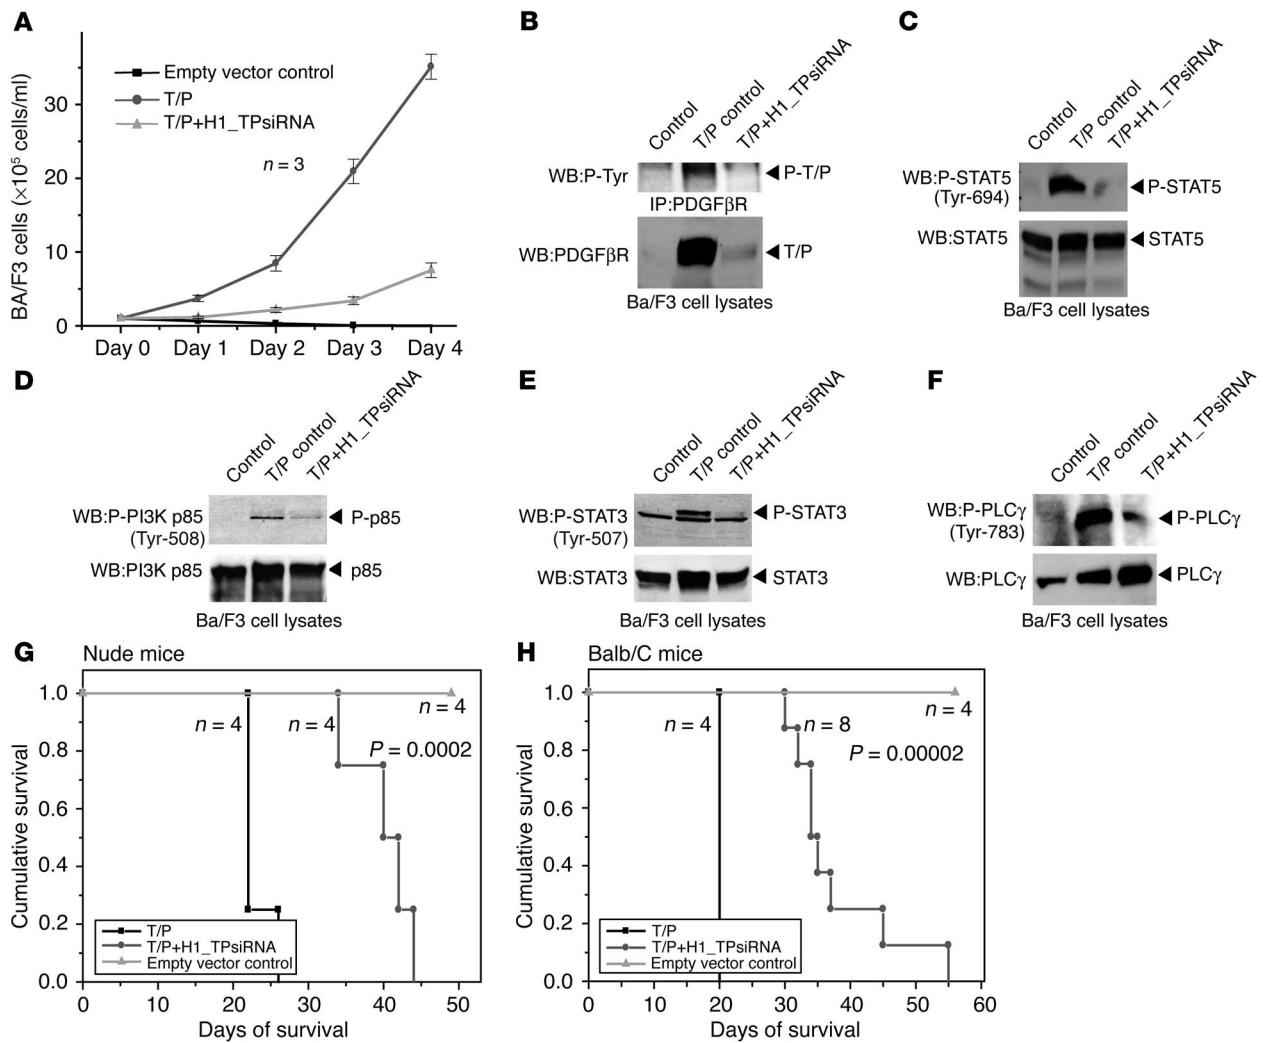 A
BA/F3 cells (×10⁵ cells/ml)
30
20
10
0
Empty vector control
T/P
T/P+H1_TPsiRNA
n = 3
Day 0 Day 1 Day 2 Day 3 Day 4
B
Control
T/P control
T/P+H1_TPsiRNA
WB:P-Tyr
P-T/P
IP:PDGFβR
WB:PDGFβR
T/P
Ba/F3 cell lysates
C
Control
T/P control
T/P+H1_TPsiRNA
WB:P-STAT5
(Tyr-694)
P-STAT5
WB:STAT5
STAT5
Ba/F3 cell lysates
D
Control
T/P control
T/P+H1_TPsiRNA
WB:P-PI3K p85
(Tyr-508)
P-p85
WB:PI3K p85
p85
Ba/F3 cell lysates
E
Control
T/P control
T/P+H1_TPsiRNA
WB:P-STAT3
(Tyr-507)
P-STAT3
WB:STAT3
STAT3
Ba/F3 cell lysates
F
Control
T/P control
T/P+H1_TPsiRNA
WB:P-PLCγ
(Tyr-783)
P-PLCγ
WB:PLCγ
PLCγ
Ba/F3 cell lysates
G
Nude mice
Cumulative survival
1.0
0.8
0.6
0.4
0.2
0.0
n = 4
n = 4
n = 4
P = 0.0002
T/P
T/P+H1_TPsiRNA
Empty vector control
0 10 20 30 40 50
Days of survival
H
Balb/C mice
Cumulative survival
1.0
0.8
0.6
0.4
0.2
0.0
n = 4
n = 8
n = 4
P = 0.00002
T/P
T/P+H1_TPsiRNA
Empty vector control
0 10 20 30 40 50 60
Days of survival